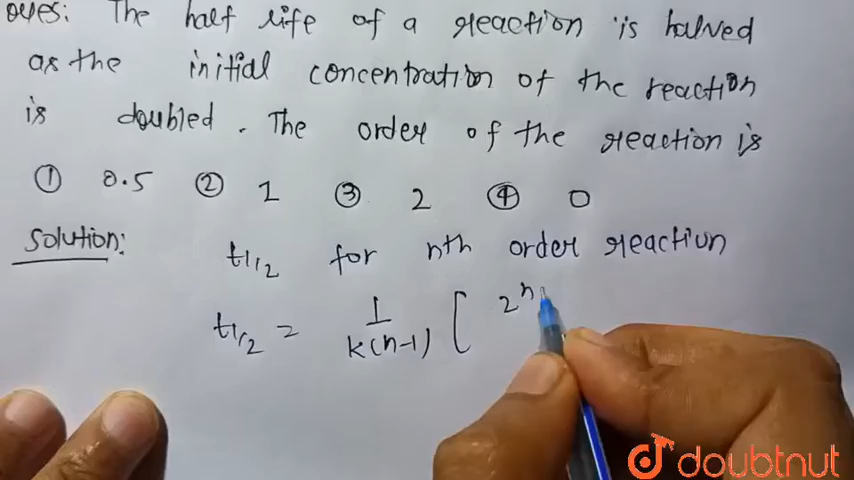 Ques: The half life of a reaction is halved
as the initial concentration of the reaction
is doubled. The order of the reaction is
① 0.5 ② 1 ③ 2 ④ 0
Solution: t1/2 for nth order reaction
t1/2 = 1/k(n-1) [ 2^n
doubtnut